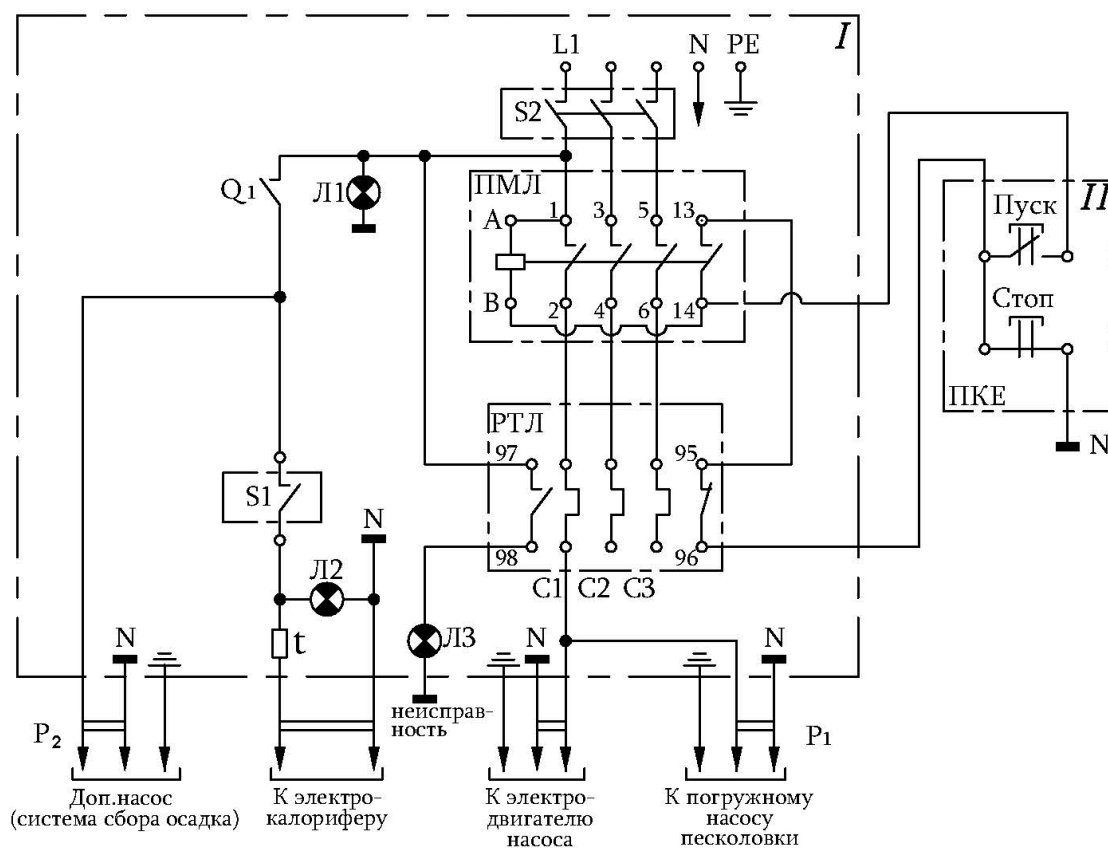 I
L1
N
PE
S2
Q1
Л1
ПМЛ
A
1
3
5
13
B
2
4
6
14
II
Пуск
Стоп
ПКЕ
N
РТЛ
97
95
98
96
S1
N
Л2
t
C1
C2
C3
Л3
неисправ-
ность
N
N
N
P2
P1
Доп.насос
(система сбора осадка)
К электро-
калориферу
К электро-
двигателю
насоса
К погружному
насосу
песколовки